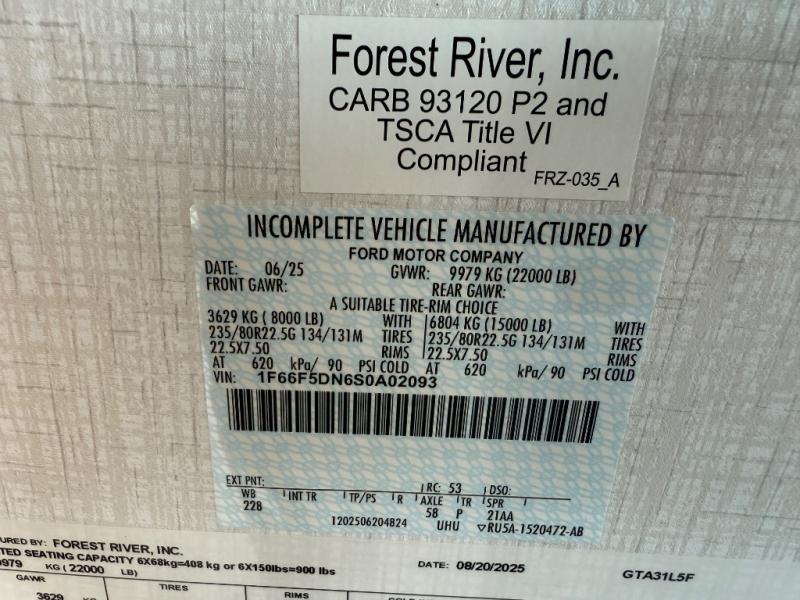 Forest River, Inc.
CARB 93120 P2 and
TSCA Title VI
Compliant
FRZ-035_A
INCOMPLETE VEHICLE MANUFACTURED BY
FORD MOTOR COMPANY
DATE: 06/25 GVWR: 9979 KG (22000 LB)
FRONT GAWR: REAR GAWR:
A SUITABLE TIRE-RIM CHOICE
3629 KG ( 8000 LB) WITH 6804 KG (15000 LB) WITH
235/80R22.5G 134/131M TIRES 235/80R22.5G 134/131M TIRES
22.5X7.50 RIMS 22.5X7.50 RIMS
AT 620 kPa/ 90 PSI COLD AT 620 kPa/ 90 PSI COLD
VIN: 1F66F5DN6S0A02093
EXT PNT: RC: 53 DSO:
WB INT TR TP/PS R AXLE TR SPR
228 58 P 21AA
1202506204824 UHU ▽RU5A-1520472-AB
URED BY: FOREST RIVER, INC. DATE: 08/20/2025 GTA31L5F
TED SEATING CAPACITY 6X68kg=408 kg or 6X150lbs=900 lbs
9979 KG ( 22000 LB)
GAWR TIRES RIMS
3629 KG